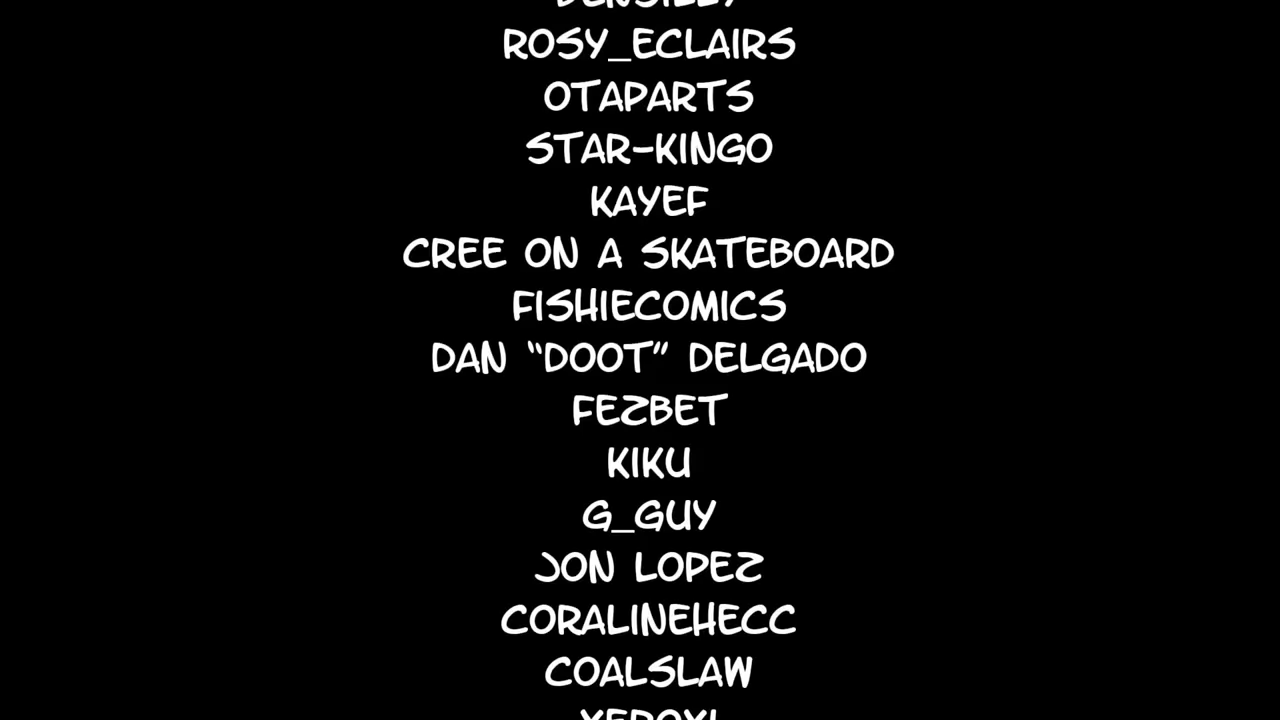 ROSY_ECLAIRS
OTAPARTS
STAR-KINGO
KAYEF
CREE ON A SKATEBOARD
FISHIECOMICS
DAN "DOOT" DELGADO
FEZBET
KIKU
G_GUY
JON LOPEZ
CORALINEHECC
COALSLAW